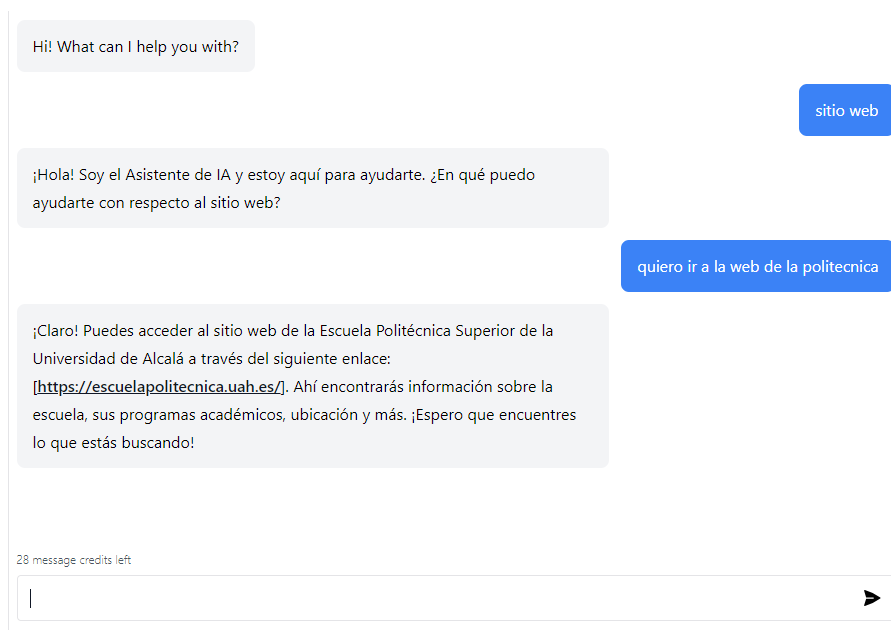 Hi! What can I help you with?
sitio web
¡Hola! Soy el Asistente de IA y estoy aquí para ayudarte. ¿En qué puedo
ayudarte con respecto al sitio web?
quiero ir a la web de la politecnica
¡Claro! Puedes acceder al sitio web de la Escuela Politécnica Superior de la
Universidad de Alcalá a través del siguiente enlace:
[https://escuelapolitecnica.uah.es/]. Ahí encontrarás información sobre la
escuela, sus programas académicos, ubicación y más. ¡Espero que encuentres
lo que estás buscando!
28 message credits left